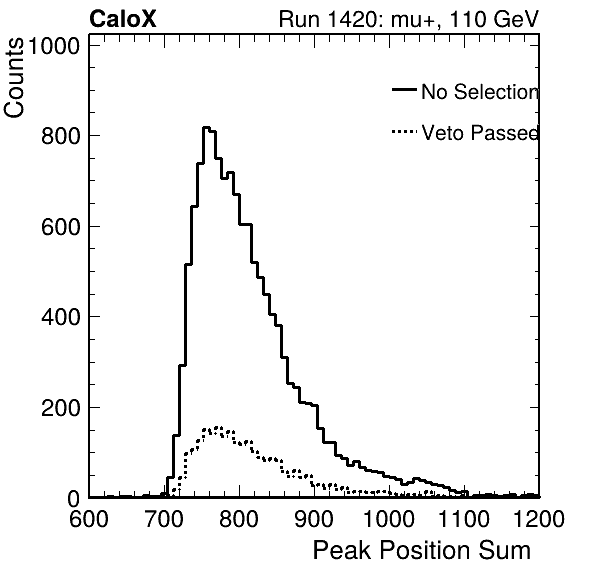 CaloX Run 1420: mu+, 110 GeV
Counts
1000
No Selection
Veto Passed
800
600
400
200
0
600 700 800 900 1000 1100 1200
Peak Position Sum